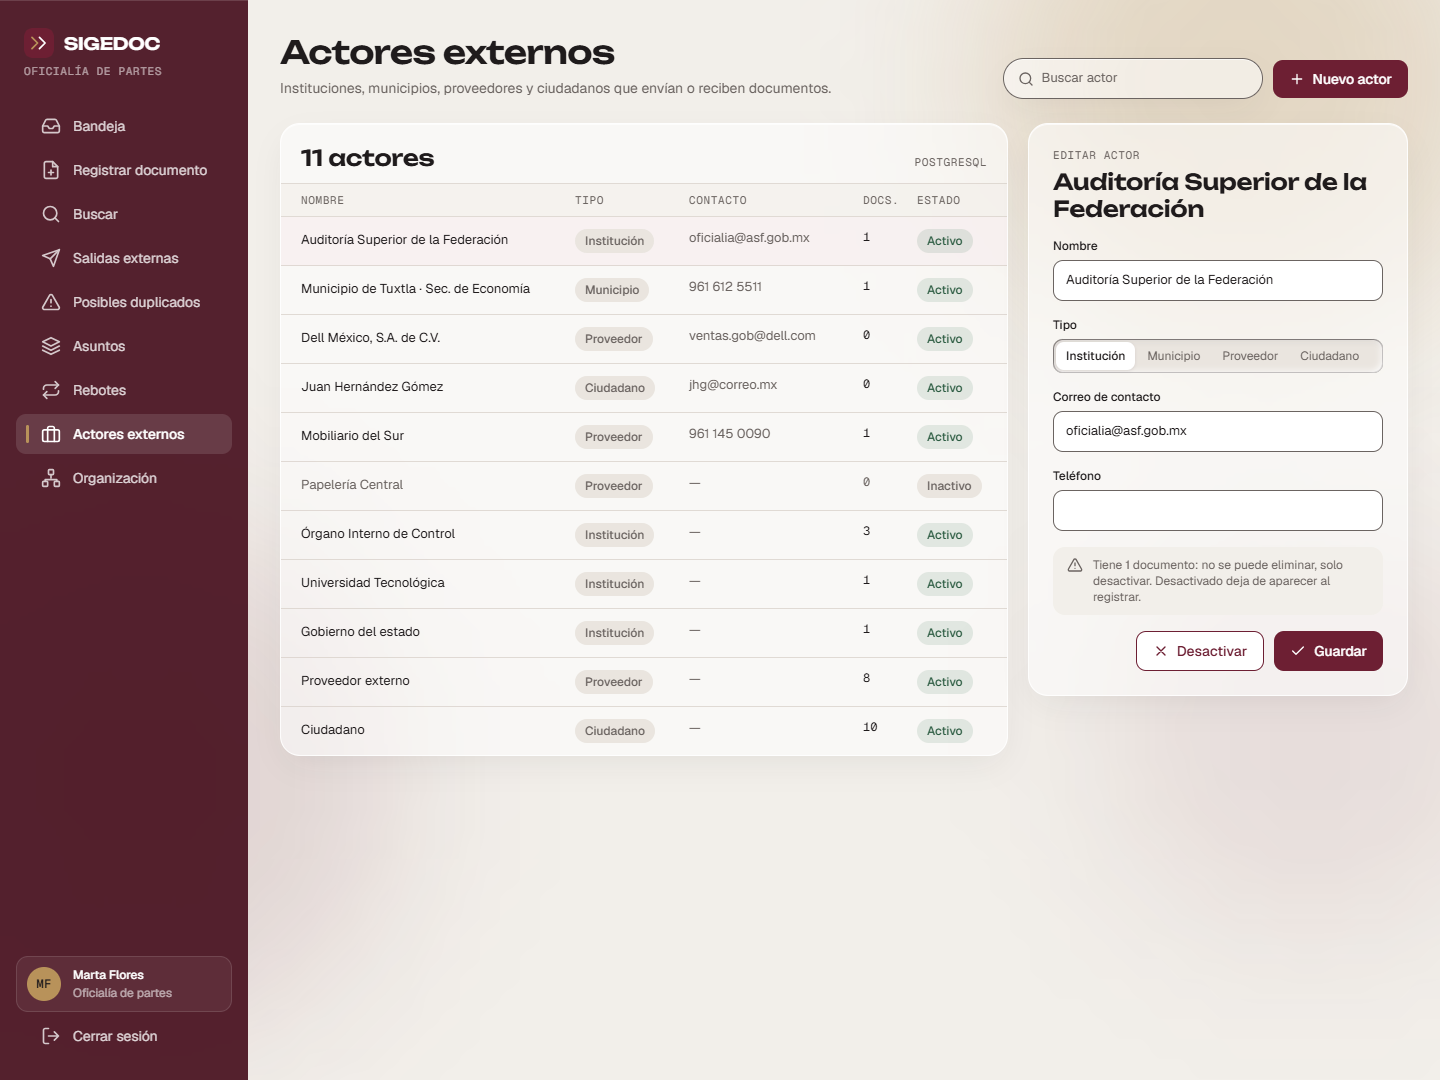 SIGEDOC
OFICIALÍA DE PARTES
Bandeja
Registrar documento
Buscar
Salidas externas
Posibles duplicados
Asuntos
Rebotes
Actores externos
Organización
MF
Marta Flores
Oficialía de partes
Cerrar sesión
Actores externos
Instituciones, municipios, proveedores y ciudadanos que envían o reciben documentos.
Buscar actor
Nuevo actor
11 actores
POSTGRESQL
NOMBRE TIPO CONTACTO DOCS. ESTADO
Auditoría Superior de la Federación Institución oficialia@asf.gob.mx 1 Activo
Municipio de Tuxtla · Sec. de Economía Municipio 961 612 5511 1 Activo
Dell México, S.A. de C.V. Proveedor ventas.gob@dell.com 0 Activo
Juan Hernández Gómez Ciudadano jhg@correo.mx 0 Activo
Mobiliario del Sur Proveedor 961 145 0090 1 Activo
Papelería Central Proveedor — 0 Inactivo
Órgano Interno de Control Institución — 3 Activo
Universidad Tecnológica Institución — 1 Activo
Gobierno del estado Institución — 1 Activo
Proveedor externo Proveedor — 8 Activo
Ciudadano Ciudadano — 10 Activo
EDITAR ACTOR
Auditoría Superior de la
Federación
Nombre
Auditoría Superior de la Federación
Tipo
Institución Municipio Proveedor Ciudadano
Correo de contacto
oficialia@asf.gob.mx
Teléfono
Tiene 1 documento: no se puede eliminar, solo
desactivar. Desactivado deja de aparecer al
registrar.
Desactivar
Guardar